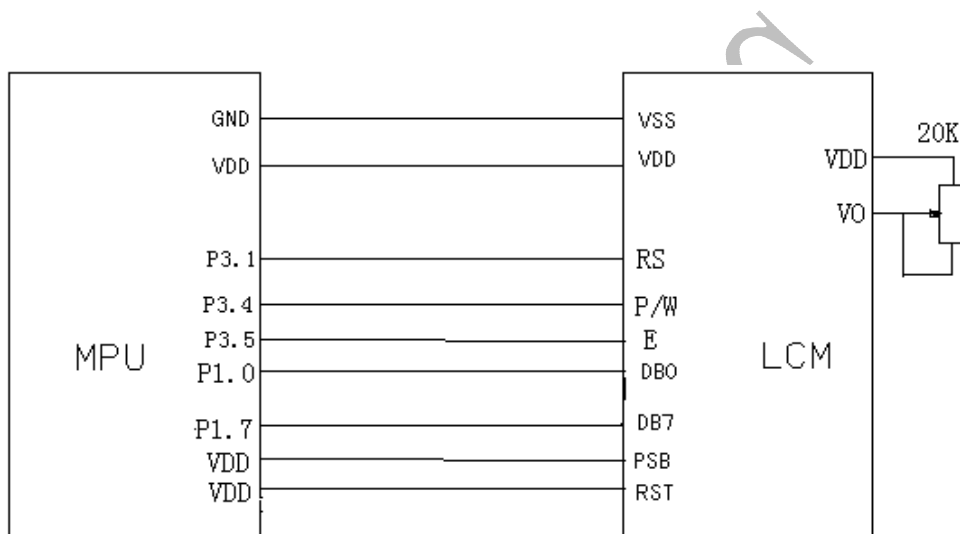 GND VSS
20K
VDD VDD VDD
VO
P3.1 RS
P3.4 P/W
P3.5 E
MPU LCM
P1.0 DB0
P1.7 DB7
VDD PSB
VDD RST